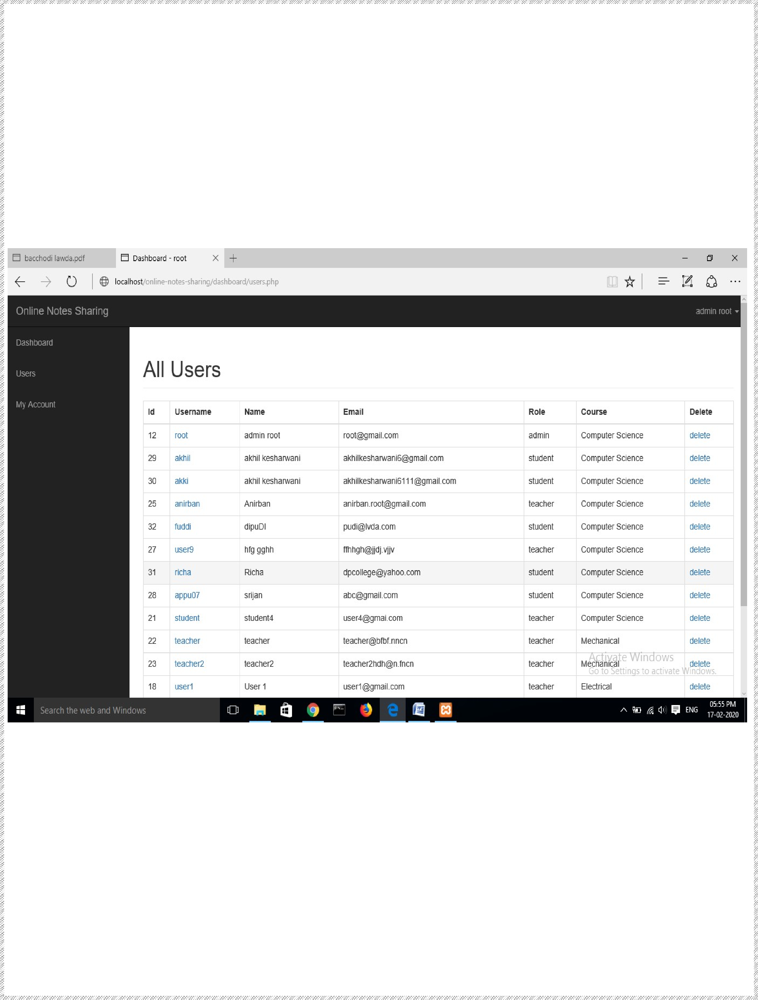 bacchodi lawda.pdf
Dashboard - root
localhost/online-notes-sharing/dashboard/users.php
Online Notes Sharing
admin root
Dashboard
Users
My Account
All Users
Id Username Name Email Role Course Delete
12 root admin root root@gmail.com admin Computer Science delete
29 akhil akhil kesharwani akhilkesharwani6@gmail.com student Computer Science delete
30 akki akhil kesharwani akhilkesharwani6111@gmail.com student Computer Science delete
25 anirban Anirban anirban.root@gmail.com teacher Computer Science delete
32 fuddi dipuDI pudi@lvda.com student Computer Science delete
27 user9 hfg gghh ffhhgh@jjdj.vjjv teacher Computer Science delete
31 richa Richa dpcollege@yahoo.com student Computer Science delete
28 appu07 srijan abc@gmail.com student Computer Science delete
21 student student4 user4@gmai.com teacher Computer Science delete
22 teacher teacher teacher@bfbf.nncn teacher Mechanical delete
23 teacher2 teacher2 teacher2hdh@n.fncn teacher Mechanical delete
18 user1 User 1 user1@gmail.com teacher Electrical delete
Activate Windows
Go to Settings to activate Windows.
Search the web and Windows
ENG
05:55 PM
17-02-2020